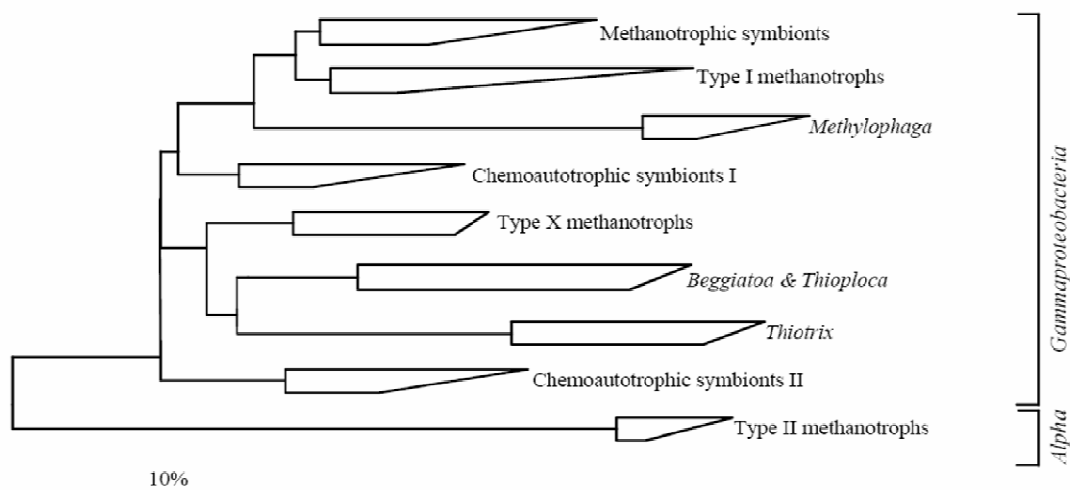 Methanotrophic symbionts
Type I methanotrophs
Methylophaga
Chemoautotrophic symbionts I
Type X methanotrophs
Beggiatoa & Thioploca
Thiotrix
Chemoautotrophic symbionts II
Type II methanotrophs
10%
Gammaproteobacteria
Alpha